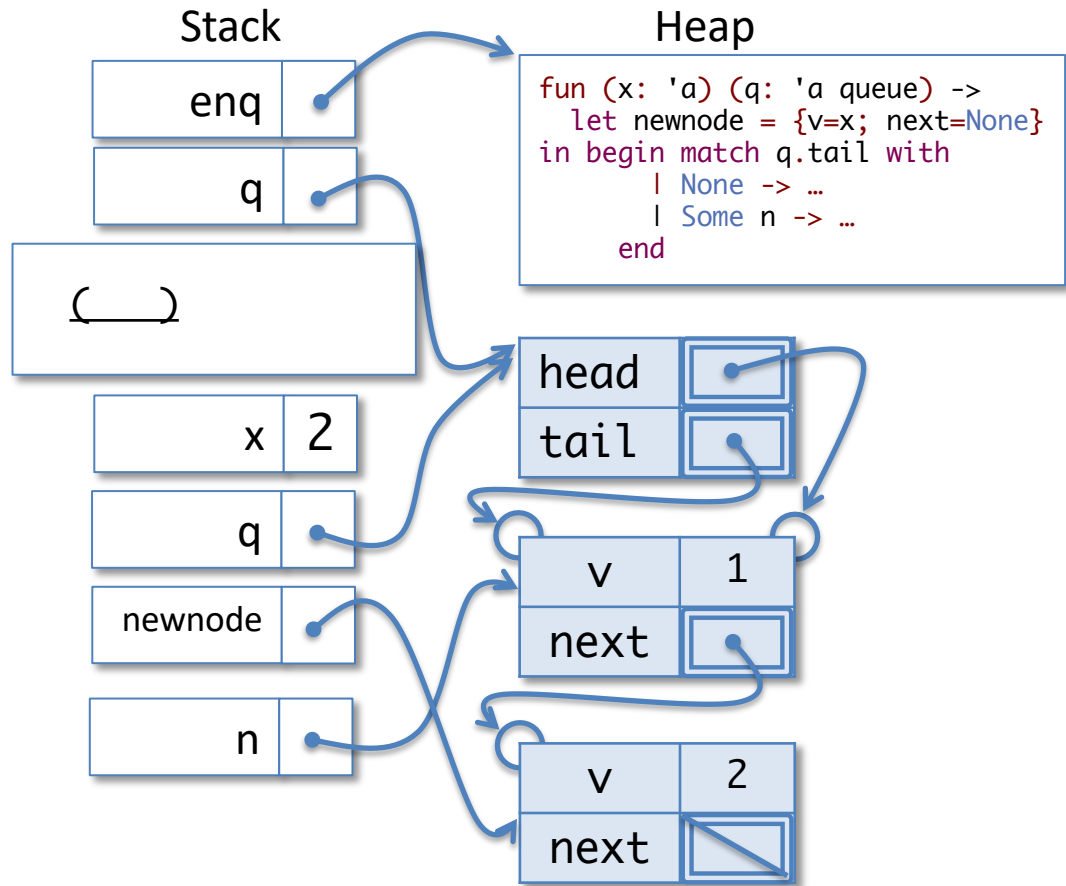 Stack
Heap
enq
fun (x: 'a) (q: 'a queue) ->
let newnode = {v=x; next=None}
in begin match q.tail with
| None -> …
| Some n -> …
end
q
(____)
head
tail
x 2
q
v 1
newnode
next
n
v 2
next